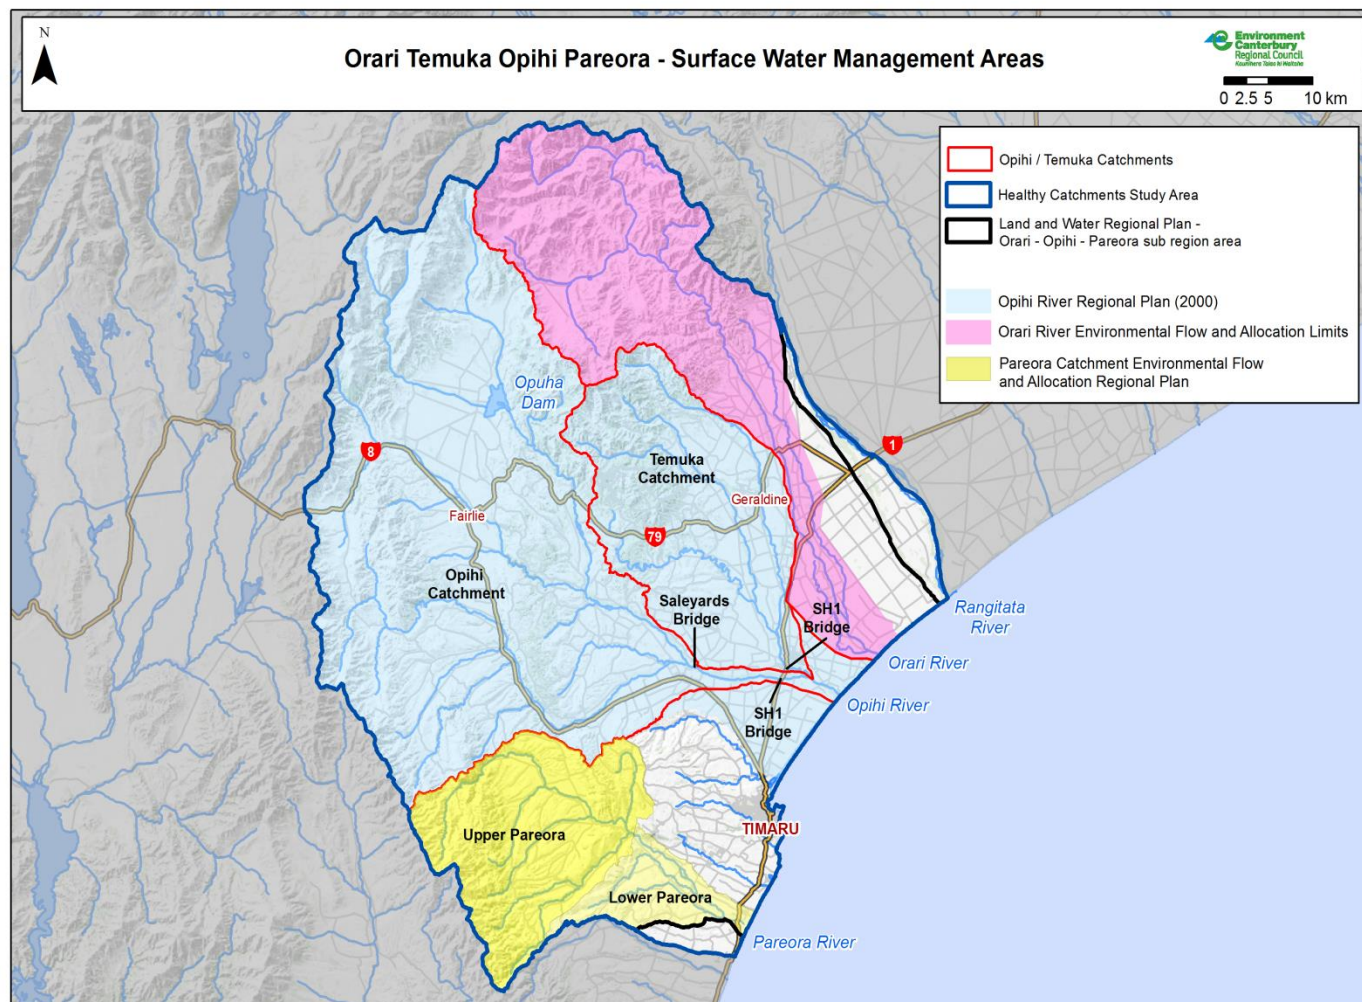 N
Orari Temuka Opihi Pareora - Surface Water Management Areas
Environment
Canterbury
Regional Council
Kaunihera Taiao ki Waitaha
0 2.5 5 10 km
Opihi / Temuka Catchments
Healthy Catchments Study Area
Land and Water Regional Plan -
Orari - Opihi - Pareora sub region area
Opihi River Regional Plan (2000)
Orari River Environmental Flow and Allocation Limits
Pareora Catchment Environmental Flow
and Allocation Regional Plan
Opuha
Dam
8
1
Temuka
Catchment
Geraldine
Fairlie
79
Opihi
Catchment
Saleyards
Bridge
SH1
Bridge
Rangitata
River
Orari River
Opihi River
SH1
Bridge
TIMARU
Upper Pareora
Lower Pareora
Pareora River